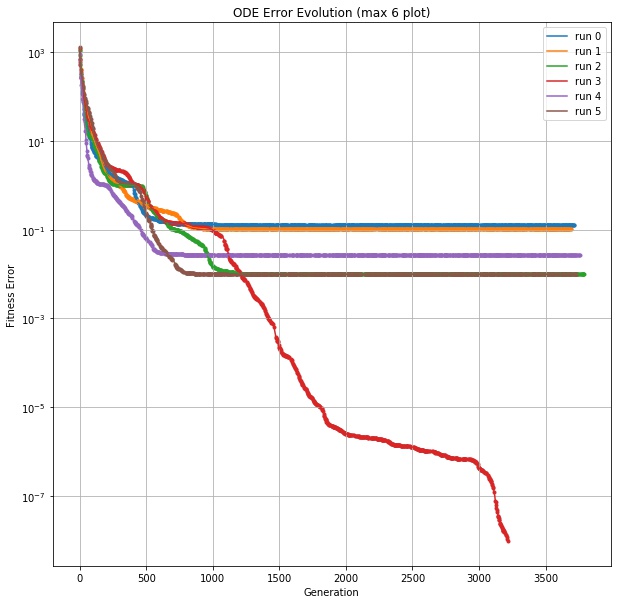 ODE Error Evolution (max 6 plot)
run 0
run 1
run 2
run 3
run 4
run 5
Fitness Error
10³
10¹
10⁻¹
10⁻³
10⁻⁵
10⁻⁷
0 500 1000 1500 2000 2500 3000 3500
Generation